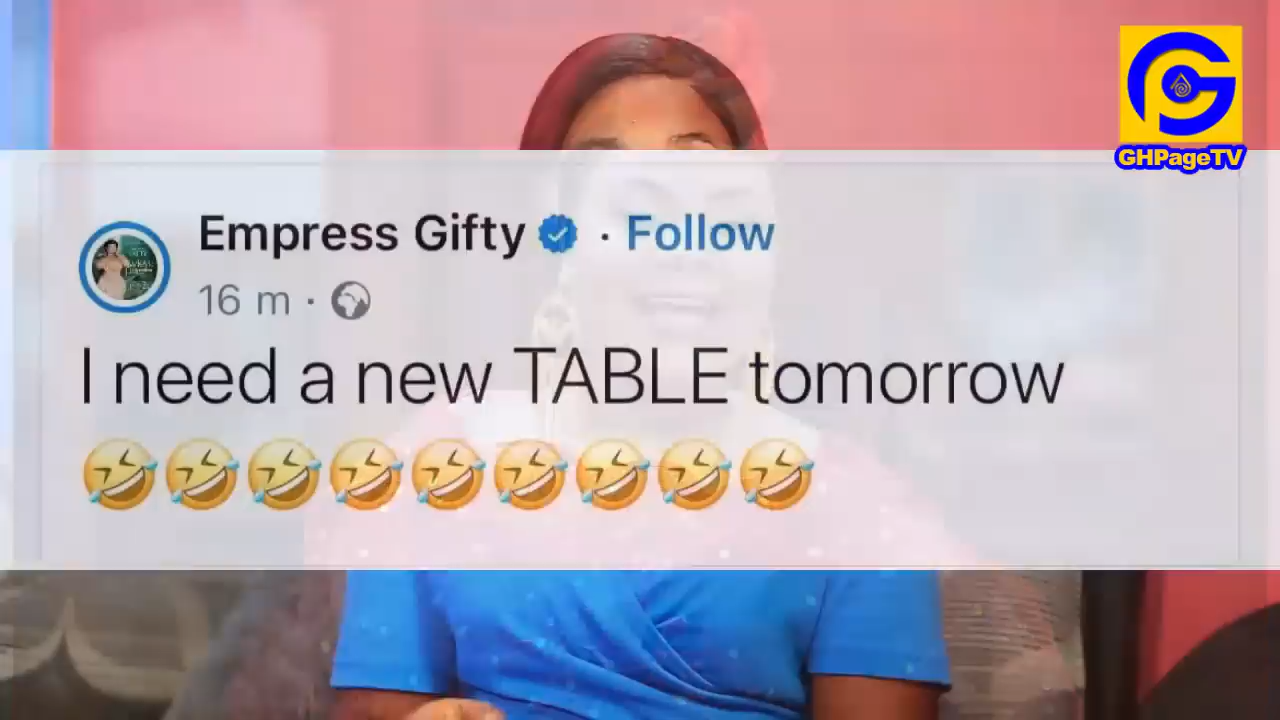 GHPageTV
Empress Gifty · Follow
16 m ·
I need a new TABLE tomorrow
🤣🤣🤣🤣🤣🤣🤣🤣🤣